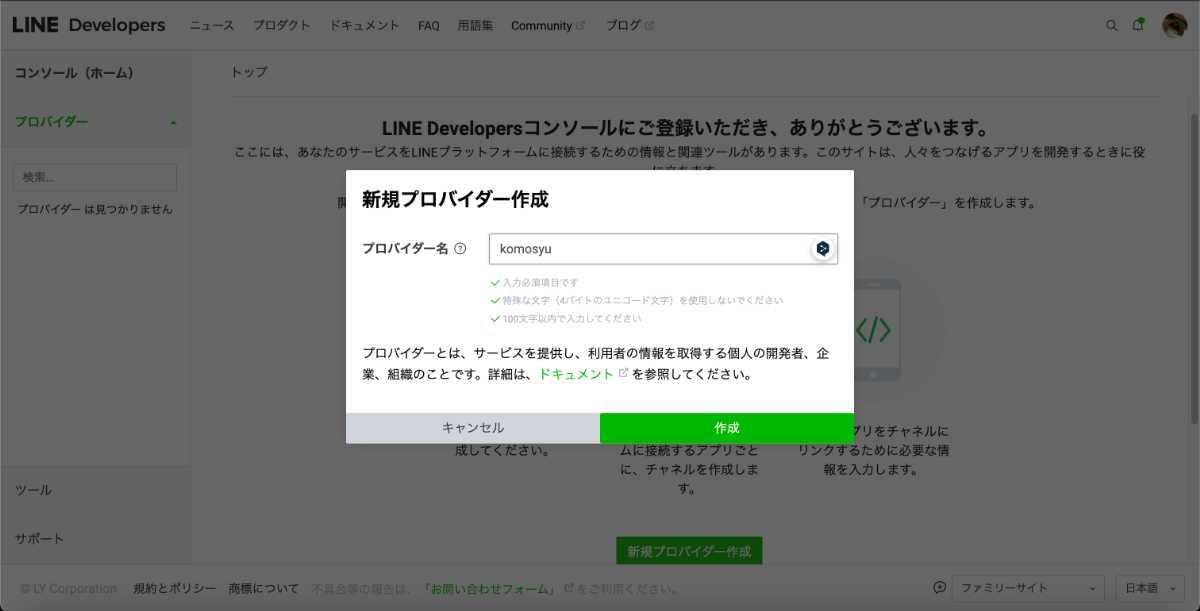 LINE Developers ニュース プロダクト ドキュメント FAQ 用語集 Community ブログ
コンソール（ホーム）
プロバイダー
検索...
プロバイダー は見つかりません
ツール
サポート
トップ
LINE Developersコンソールにご登録いただき、ありがとうございます。
ここには、あなたのサービスをLINEプラットフォームに接続するための情報と関連ツールがあります。このサイトは、人々をつなげるアプリを開発するときに役
「プロバイダー」を作成します。
新規プロバイダー作成
プロバイダー名
komosyu
入力必須項目です
特殊な文字（4バイトのユニコード文字）を使用しないでください
100文字以内で入力してください
プロバイダーとは、サービスを提供し、利用者の情報を取得する個人の開発者、企
業、組織のことです。詳細は、ドキュメント を参照してください。
キャンセル 作成
成してください。
ムに接続するアプリごと
に、チャネルを作成しま
す。
プリをチャネルに
リンクするために必要な情
報を入力します。
新規プロバイダー作成
© LY Corporation 規約とポリシー 商標について 不具合等の報告は、「お問い合わせフォーム」 をご利用ください。 ファミリーサイト 日本語